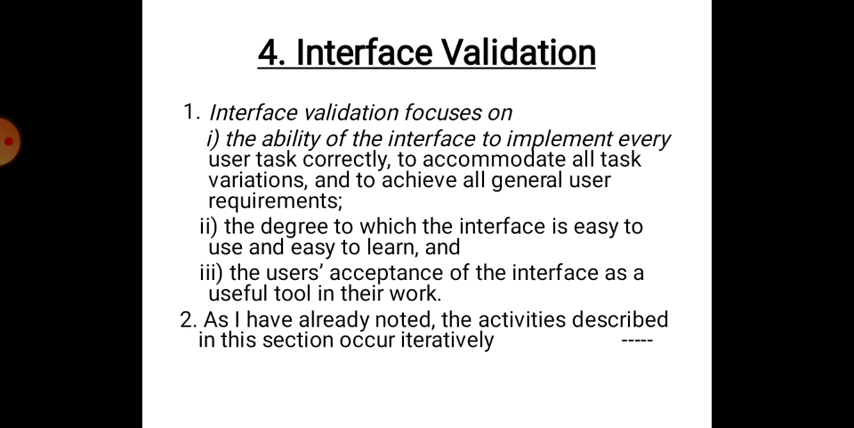 4. Interface Validation
1. Interface validation focuses on
i) the ability of the interface to implement every
user task correctly, to accommodate all task
variations, and to achieve all general user
requirements;
ii) the degree to which the interface is easy to
use and easy to learn, and
iii) the users’ acceptance of the interface as a
useful tool in their work.
2. As I have already noted, the activities described
in this section occur iteratively -----